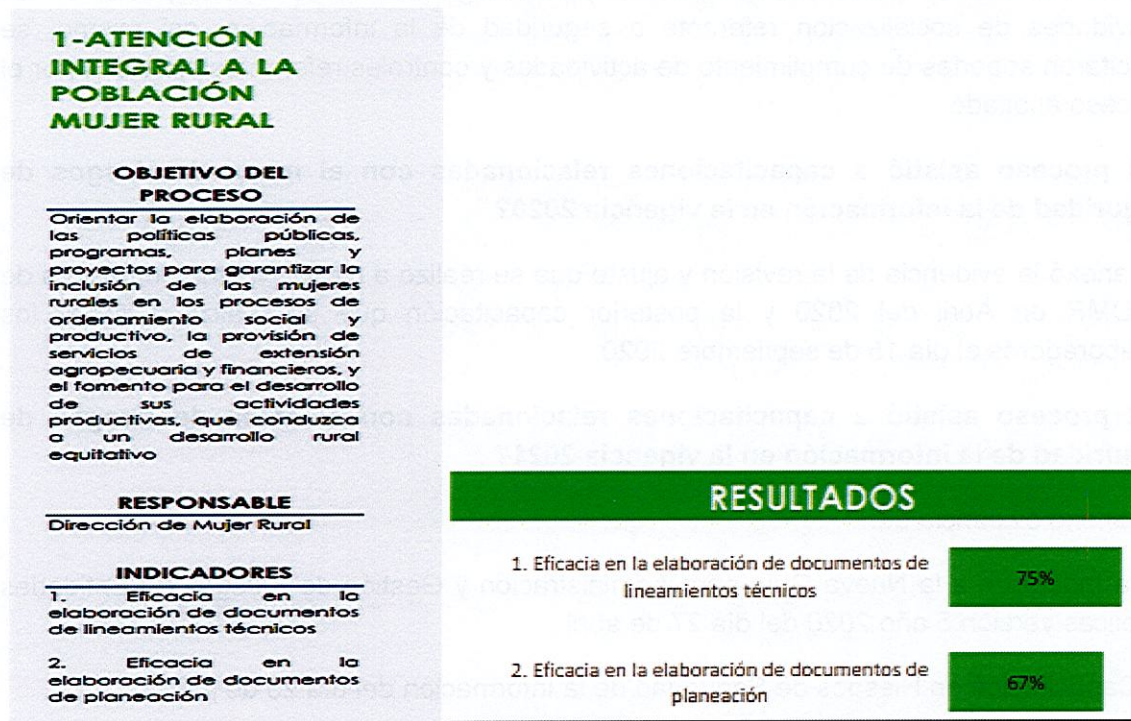 1-ATENCIÓN
INTEGRAL A LA
POBLACIÓN
MUJER RURAL
OBJETIVO DEL
PROCESO
Orientar la elaboración de
las políticas públicas,
programas, planes y
proyectos para garantizar la
inclusión de las mujeres
rurales en los procesos de
ordenamiento social y
productivo, la provisión de
servicios de extensión
agropecuaria y financieros, y
el fomento para el desarrollo
de sus actividades
productivas, que conduzcan
a un desarrollo rural
equitativo
RESPONSABLE
Dirección de Mujer Rural
INDICADORES
1. Eficacia en la
elaboración de documentos
de lineamientos técnicos
2. Eficacia en la
elaboración de documentos
de planeación
RESULTADOS
1. Eficacia en la elaboración de documentos de
lineamientos técnicos
75%
2. Eficacia en la elaboración de documentos de
planeación
67%